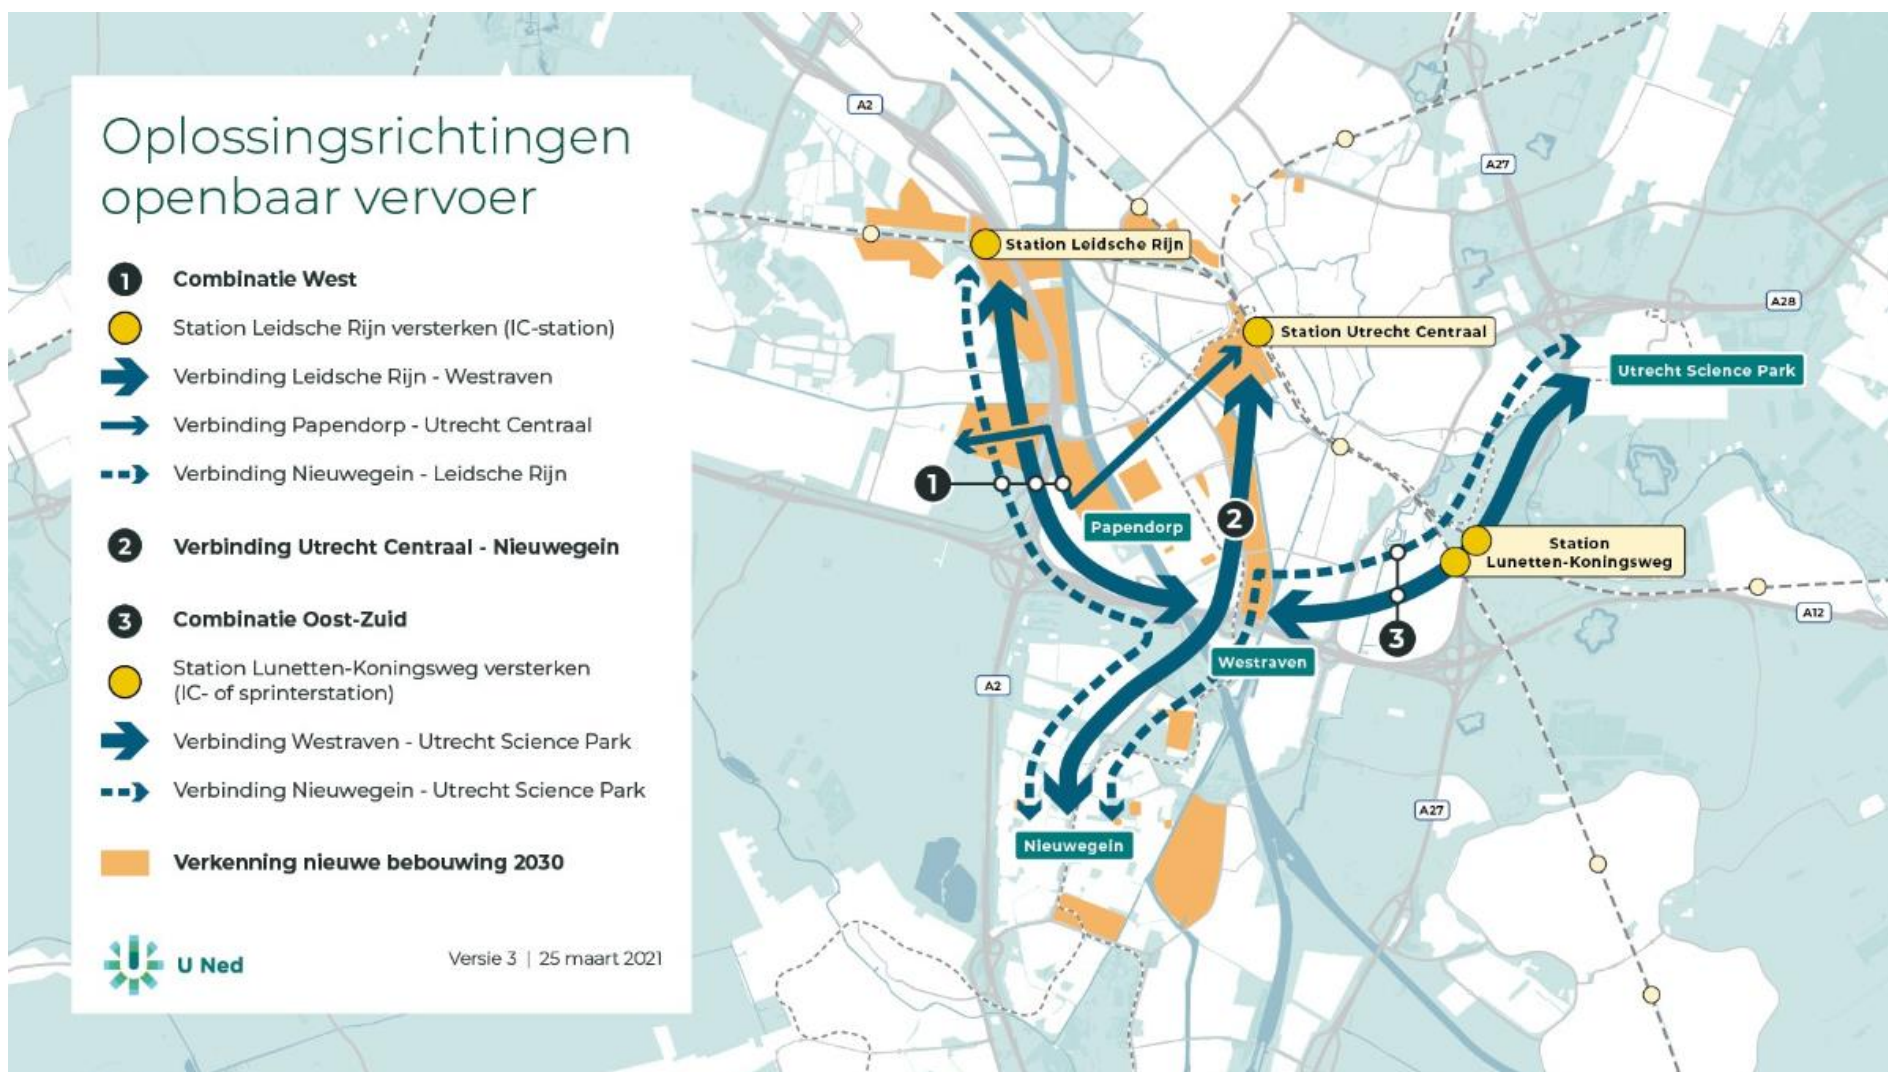 Oplossingsrichtingen
openbaar vervoer
1 Combinatie West
Station Leidsche Rijn versterken (IC-station)
Verbinding Leidsche Rijn - Westraven
Verbinding Papendorp - Utrecht Centraal
Verbinding Nieuwegein - Leidsche Rijn
2 Verbinding Utrecht Centraal - Nieuwegein
3 Combinatie Oost-Zuid
Station Lunetten-Koningsweg versterken
(IC- of sprinterstation)
Verbinding Westraven - Utrecht Science Park
Verbinding Nieuwegein - Utrecht Science Park
Verkenning nieuwe bebouwing 2030
U Ned
Versie 3 | 25 maart 2021
A2
A27
Station Leidsche Rijn
A28
Station Utrecht Centraal
Utrecht Science Park
1
Papendorp
2
Station
Lunetten-Koningsweg
A12
3
Westraven
A2
A27
Nieuwegein